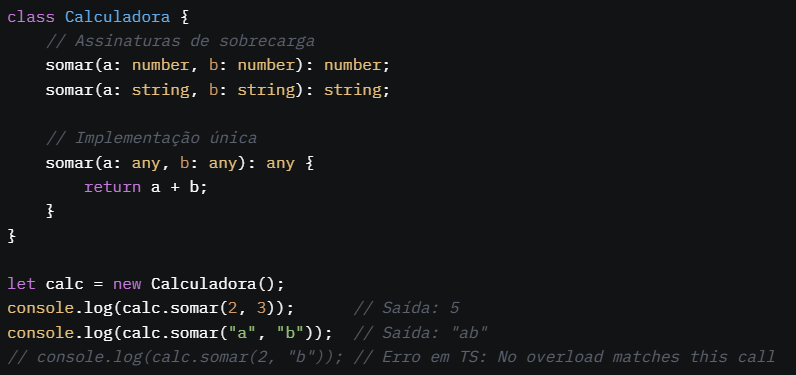 class Calculadora {
    // Assinaturas de sobrecarga
    somar(a: number, b: number): number;
    somar(a: string, b: string): string;

    // Implementação única
    somar(a: any, b: any): any {
        return a + b;
    }
}

let calc = new Calculadora();
console.log(calc.somar(2, 3));      // Saída: 5
console.log(calc.somar("a", "b"));  // Saída: "ab"
// console.log(calc.somar(2, "b")); // Erro em TS: No overload matches this call